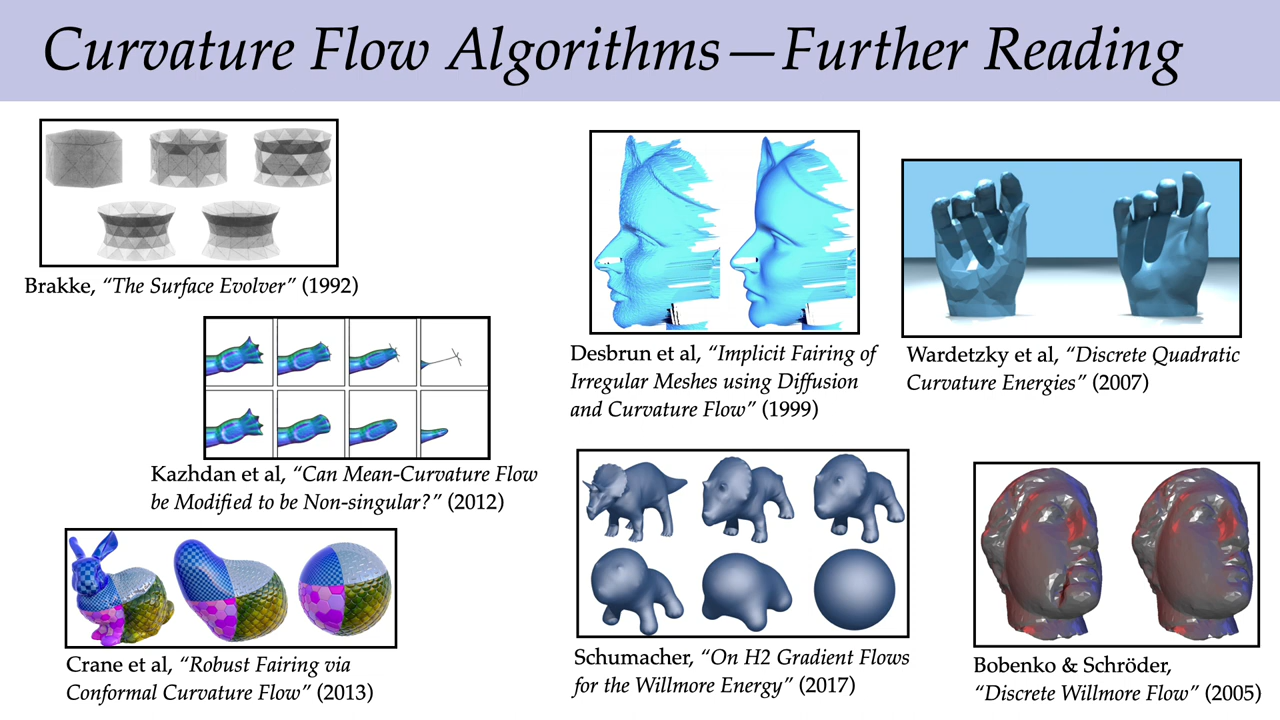 Curvature Flow Algorithms—Further Reading
Brakke, “The Surface Evolver” (1992)
Kazhdan et al, “Can Mean-Curvature Flow
be Modified to be Non-singular?” (2012)
Crane et al, “Robust Fairing via
Conformal Curvature Flow” (2013)
Desbrun et al, “Implicit Fairing of
Irregular Meshes using Diffusion
and Curvature Flow” (1999)
Wardetzky et al, “Discrete Quadratic
Curvature Energies” (2007)
Schumacher, “On H2 Gradient Flows
for the Willmore Energy” (2017)
Bobenko & Schröder,
“Discrete Willmore Flow” (2005)